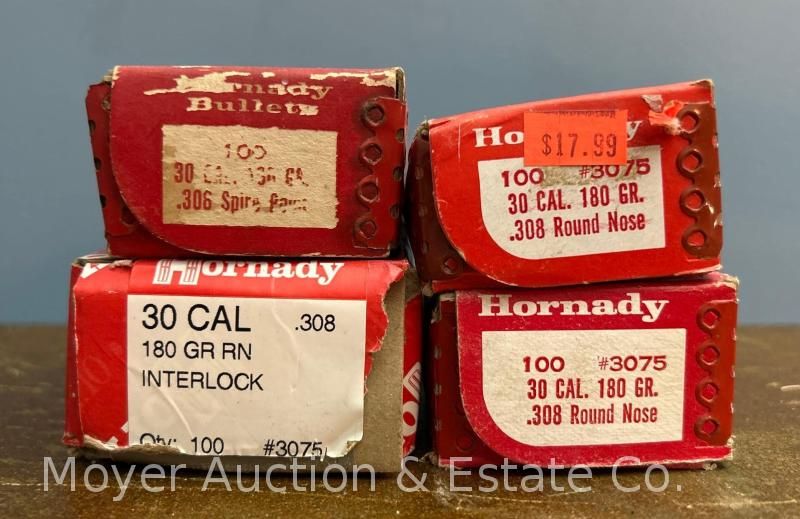 Hornady
Bullets
100
30 CAL. GR.
.306 Spire Point
Hornady
$17.99
100 #3075
30 CAL. 180 GR.
.308 Round Nose
Hornady
30 CAL .308
180 GR RN
INTERLOCK
Qty: 100 #3075
Hornady
100 #3075
30 CAL. 180 GR.
.308 Round Nose
Moyer Auction & Estate Co.